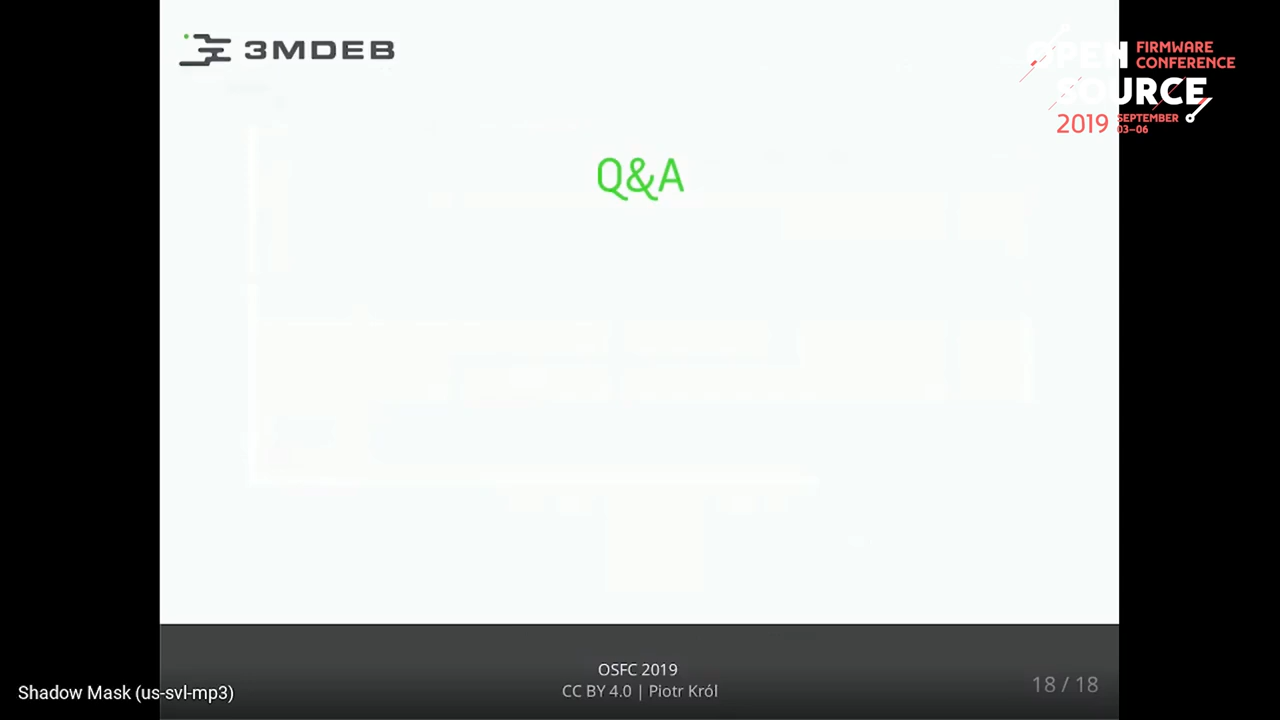 3MDEB
OPEN FIRMWARE
CONFERENCE
SOURCE
2019 SEPTEMBER
03–06
Q&A
OSFC 2019
CC BY 4.0 | Piotr Król
18 / 18
Shadow Mask (us-svl-mp3)